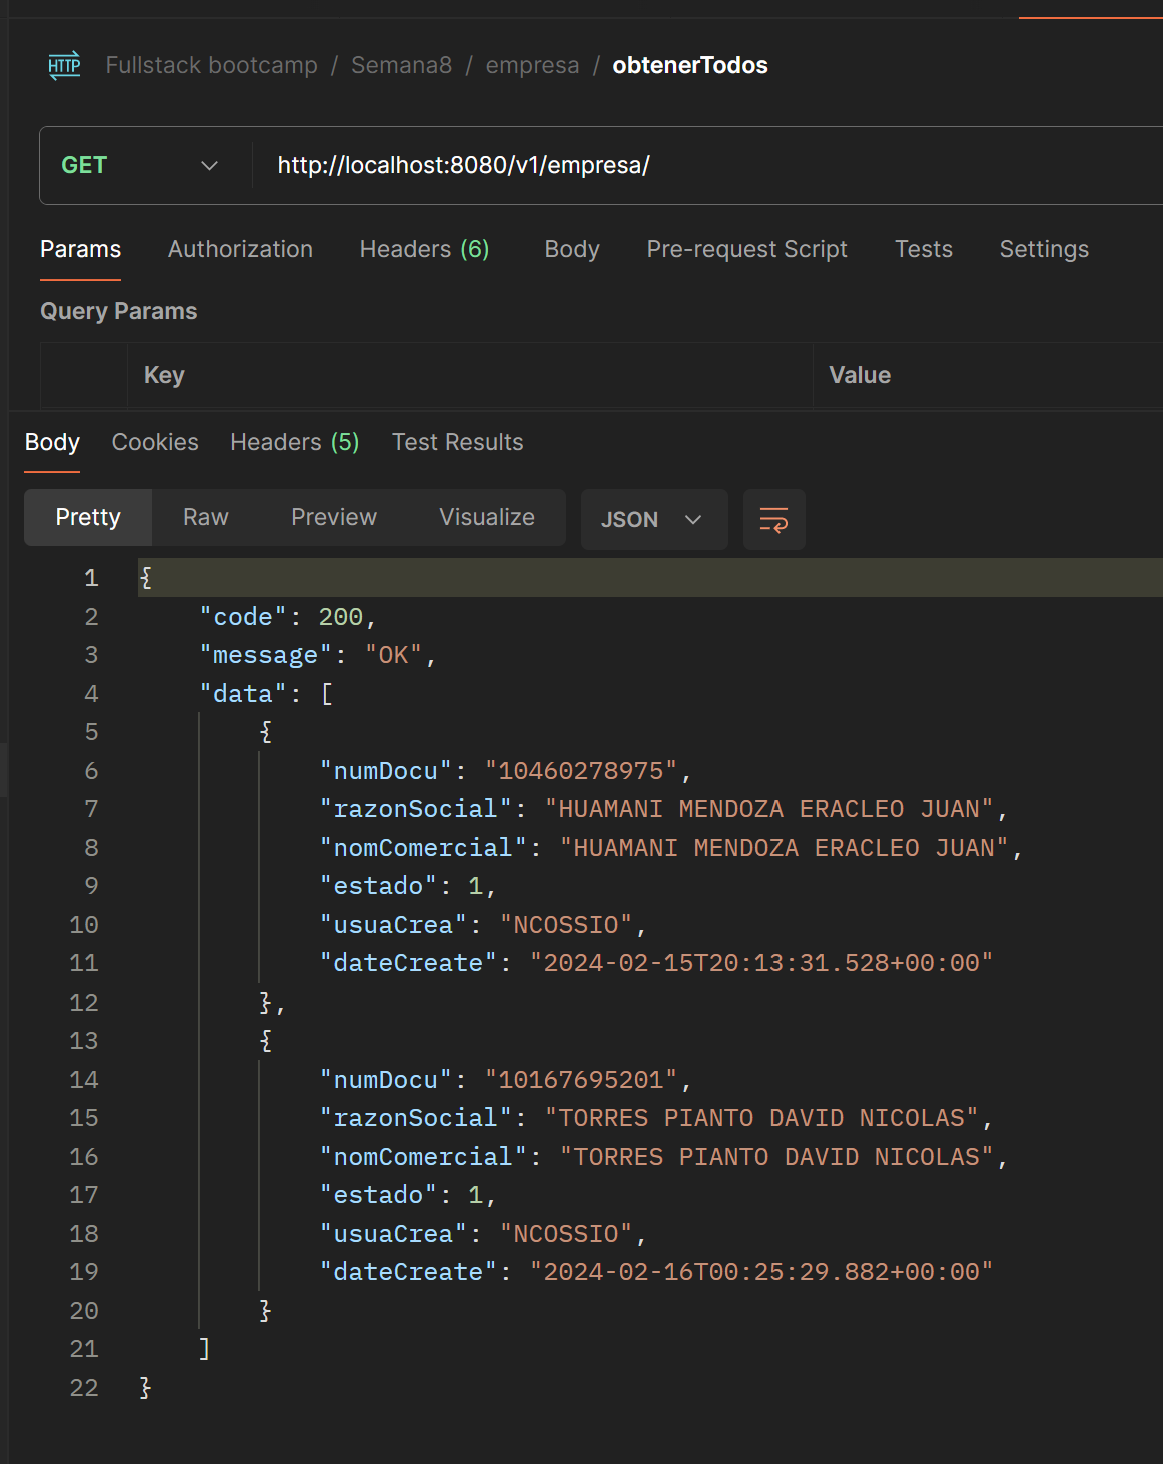 HTTP Fullstack bootcamp / Semana8 / empresa / obtenerTodos
GET http://localhost:8080/v1/empresa/
Params Authorization Headers (6) Body Pre-request Script Tests Settings
Query Params
Key Value
Body Cookies Headers (5) Test Results
Pretty Raw Preview Visualize JSON
1 {
2 "code": 200,
3 "message": "OK",
4 "data": [
5 {
6 "numDocu": "10460278975",
7 "razonSocial": "HUAMANI MENDOZA ERACLEO JUAN",
8 "nomComercial": "HUAMANI MENDOZA ERACLEO JUAN",
9 "estado": 1,
10 "usuaCrea": "NCOSSIO",
11 "dateCreate": "2024-02-15T20:13:31.528+00:00"
12 },
13 {
14 "numDocu": "10167695201",
15 "razonSocial": "TORRES PIANTO DAVID NICOLAS",
16 "nomComercial": "TORRES PIANTO DAVID NICOLAS",
17 "estado": 1,
18 "usuaCrea": "NCOSSIO",
19 "dateCreate": "2024-02-16T00:25:29.882+00:00"
20 }
21 ]
22 }